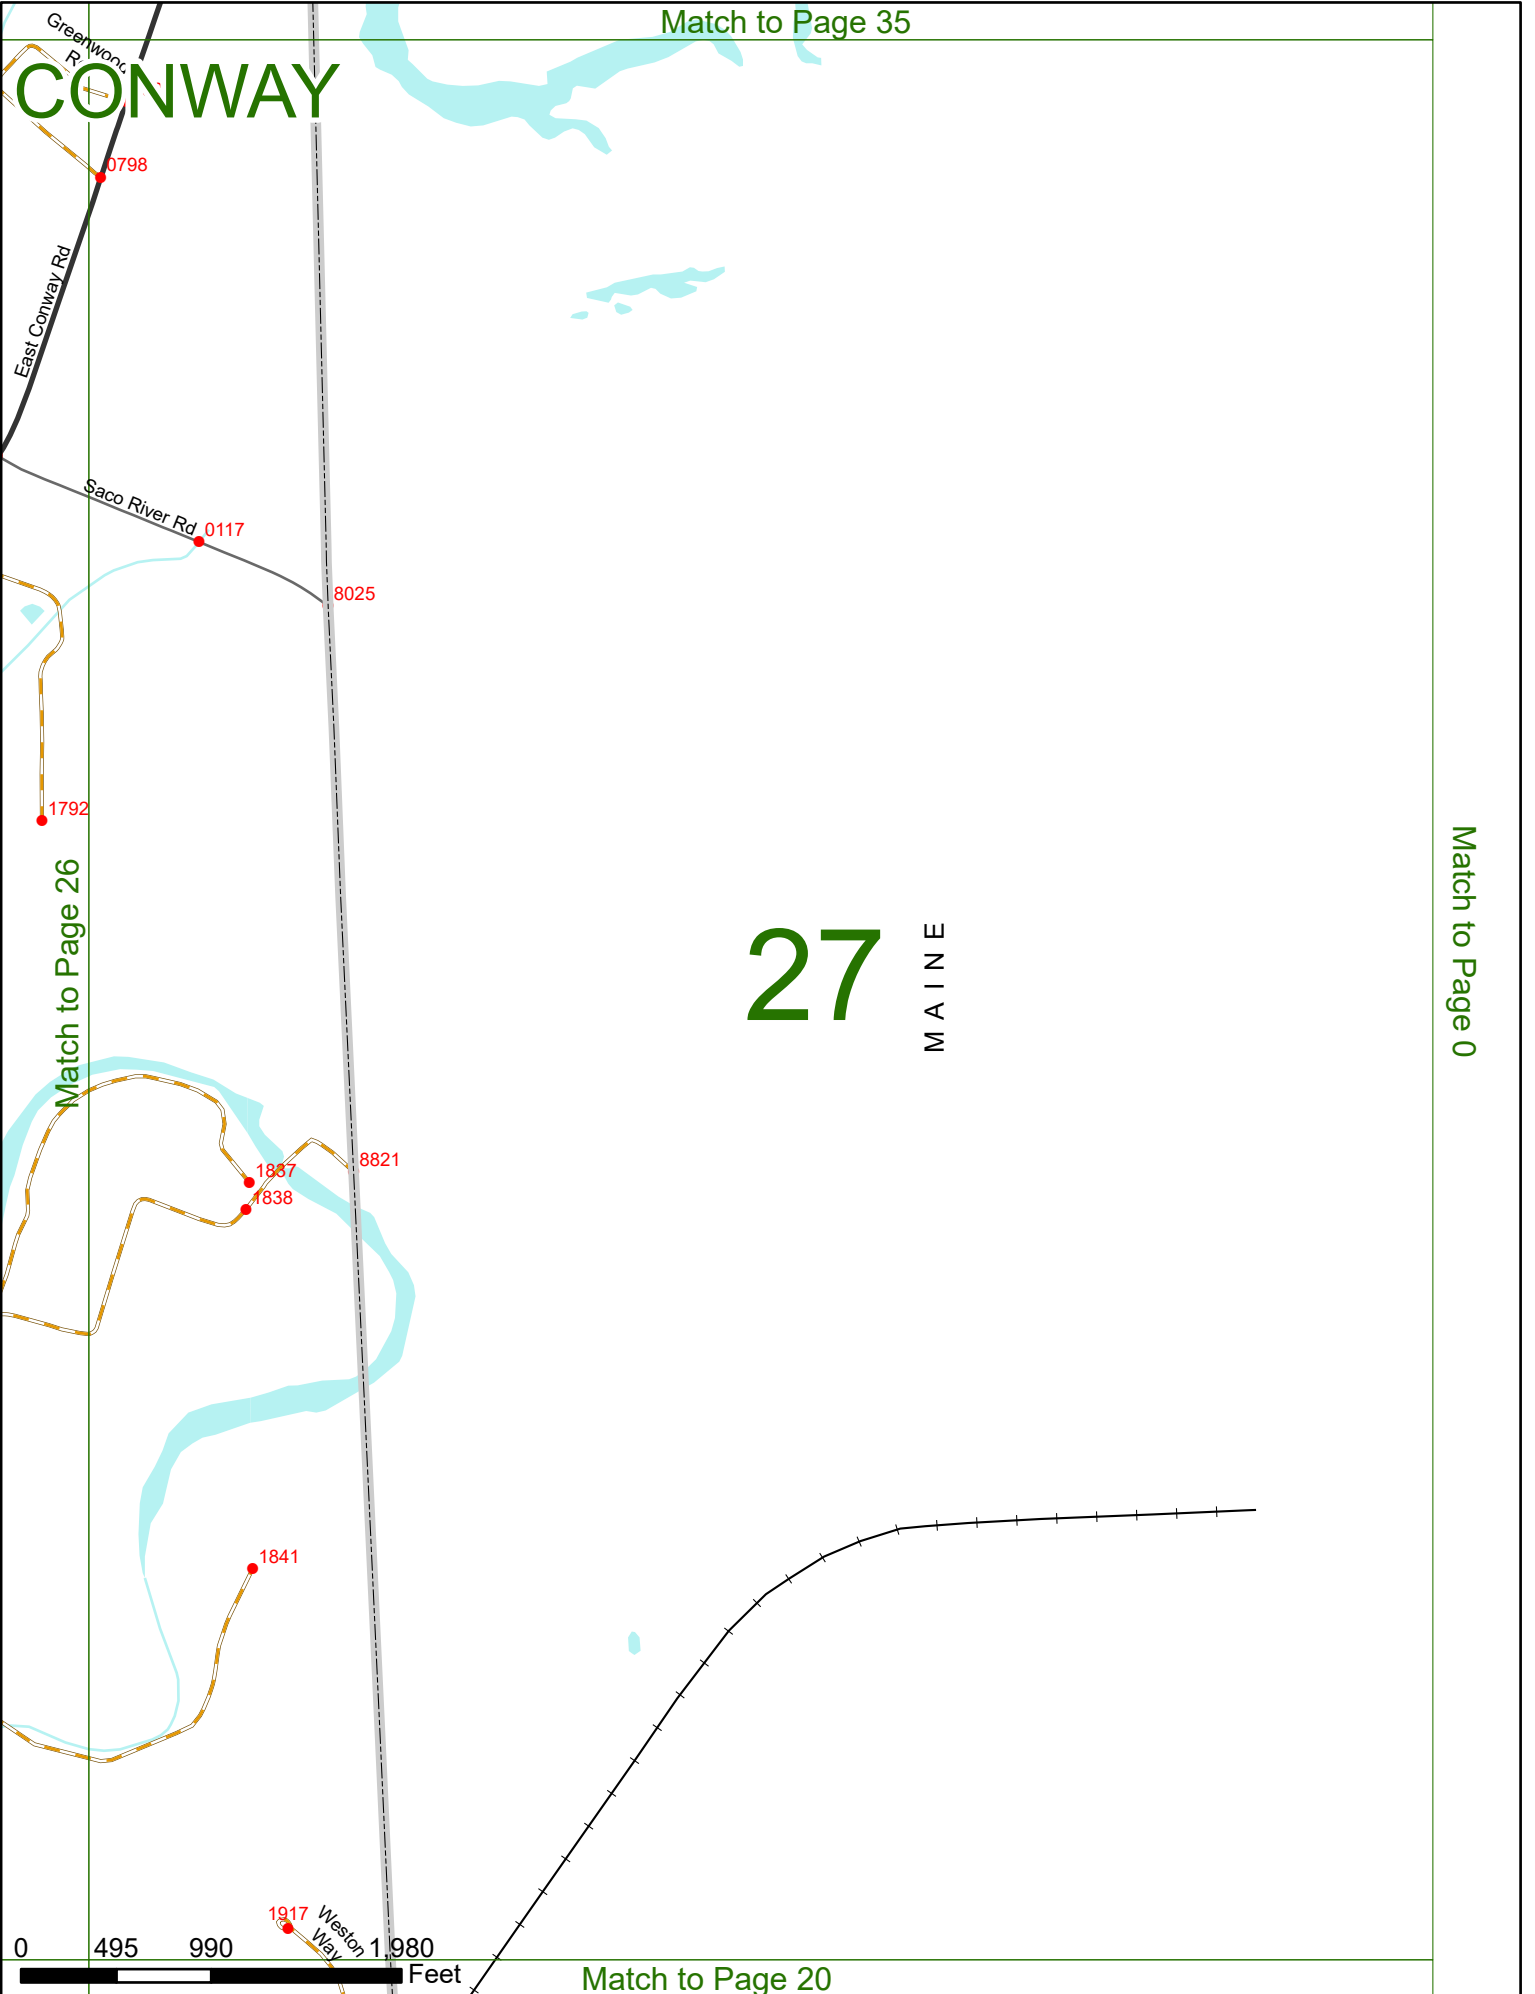 Match to Page 35
Greenwood
CONWAY
0798
East Conway Rd
Saco River Rd
0117
8025
1792
Match to Page 26
27
MAINE
Match to Page 0
8821
1837
1838
1841
1917
Weston
Way
0 495 990 1,980
Feet
Match to Page 20